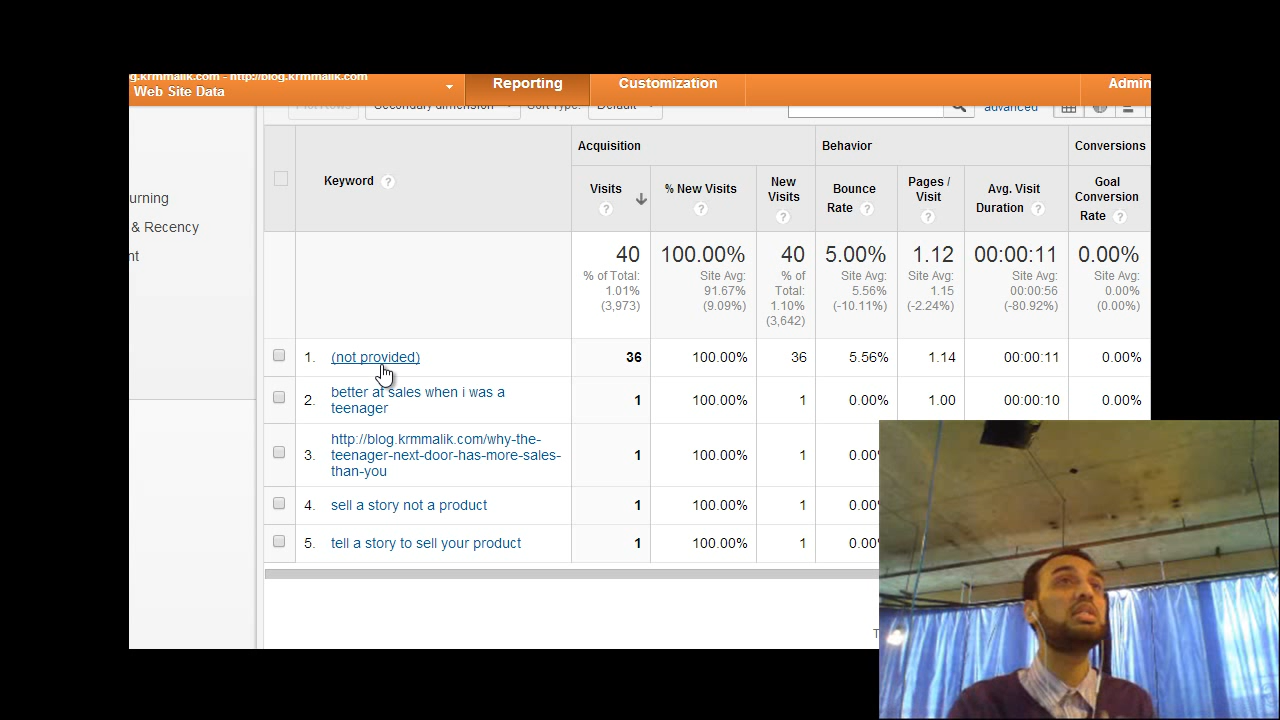 g.krmmalik.com - http://blog.krmmalik.com
Web Site Data
Reporting
Customization
Admin
Secondary dimension
Sort Type:
Default
advanced
urning
& Recency
nt
Keyword ?
Acquisition
Behavior
Conversions
Visits ?
% New Visits ?
New
Visits
?
Bounce
Rate ?
Pages /
Visit
?
Avg. Visit
Duration ?
Goal
Conversion
Rate ?
40
% of Total:
1.01%
(3,973)
100.00%
Site Avg:
91.67%
(9.09%)
40
% of
Total:
1.10%
(3,642)
5.00%
Site Avg:
5.56%
(-10.11%)
1.12
Site Avg:
1.15
(-2.24%)
00:00:11
Site Avg:
00:00:56
(-80.92%)
0.00%
Site Avg:
0.00%
(0.00%)
1. (not provided) 36 100.00% 36 5.56% 1.14 00:00:11 0.00%
2. better at sales when i was a
teenager
1 100.00% 1 0.00% 1.00 00:00:10 0.00%
3. http://blog.krmmalik.com/why-the-
teenager-next-door-has-more-sales-
than-you
1 100.00% 1 0.00%
4. sell a story not a product 1 100.00% 1 0.00
5. tell a story to sell your product 1 100.00% 1 0.00